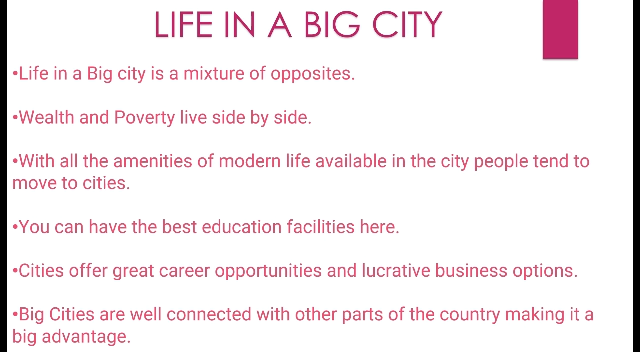 LIFE IN A BIG CITY
•Life in a Big city is a mixture of opposites.
•Wealth and Poverty live side by side.
•With all the amenities of modern life available in the city people tend to
move to cities.
•You can have the best education facilities here.
•Cities offer great career opportunities and lucrative business options.
•Big Cities are well connected with other parts of the country making it a
big advantage.